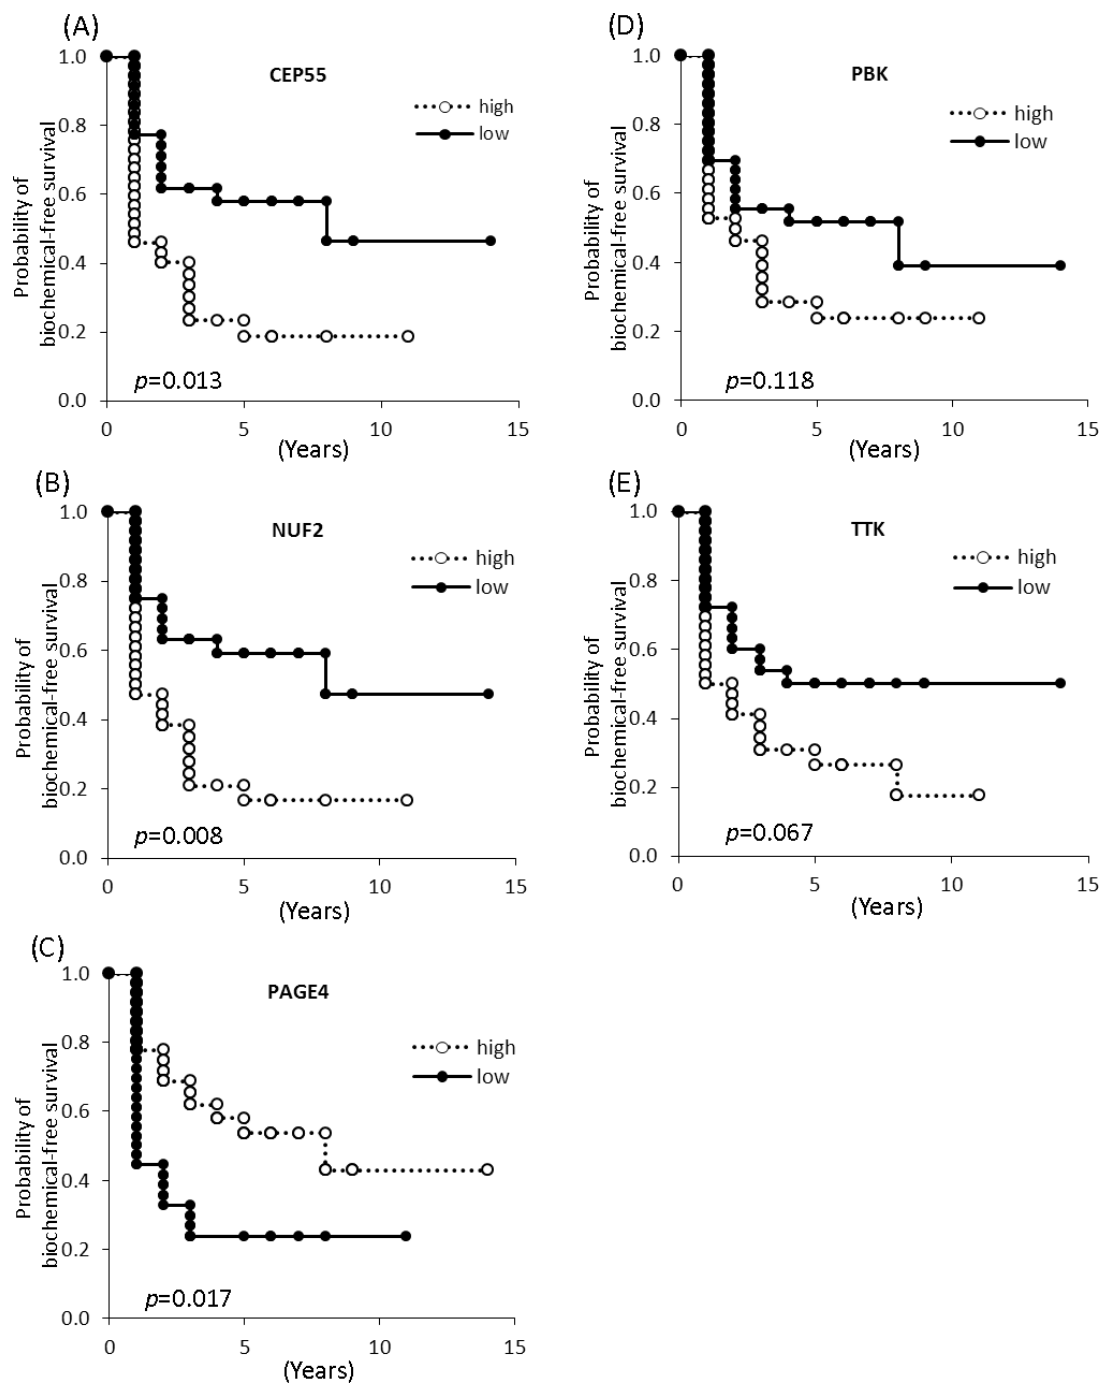 (A)
CEP55
high
low
Probability of
biochemical-free survival
1.0
0.8
0.6
0.4
0.2
0.0
p=0.013
0 5 10 15
(Years)
(B)
NUF2
high
low
Probability of
biochemical-free survival
1.0
0.8
0.6
0.4
0.2
0.0
p=0.008
0 5 10 15
(Years)
(C)
PAGE4
high
low
Probability of
biochemical-free survival
1.0
0.8
0.6
0.4
0.2
0.0
p=0.017
0 5 10 15
(Years)
(D)
PBK
high
low
Probability of
biochemical-free survival
1.0
0.8
0.6
0.4
0.2
0.0
p=0.118
0 5 10 15
(Years)
(E)
TTK
high
low
Probability of
biochemical-free survival
1.0
0.8
0.6
0.4
0.2
0.0
p=0.067
0 5 10 15
(Years)